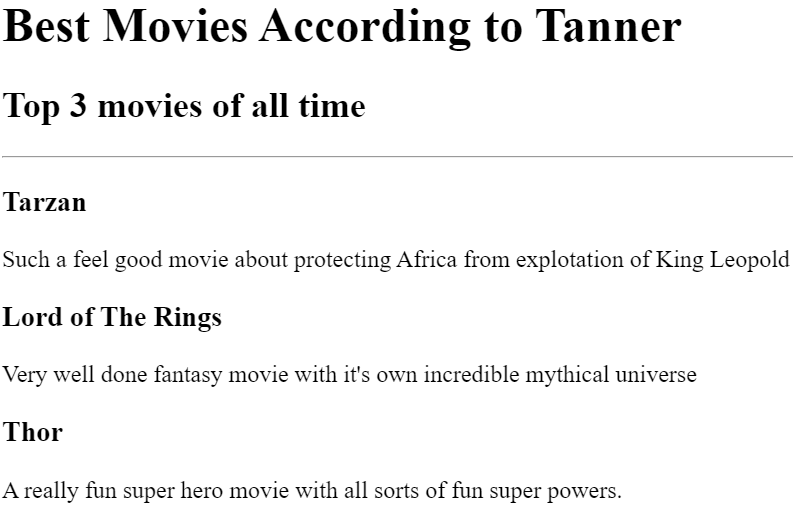 Best Movies According to Tanner
Top 3 movies of all time
Tarzan
Such a feel good movie about protecting Africa from explotation of King Leopold
Lord of The Rings
Very well done fantasy movie with it's own incredible mythical universe
Thor
A really fun super hero movie with all sorts of fun super powers.